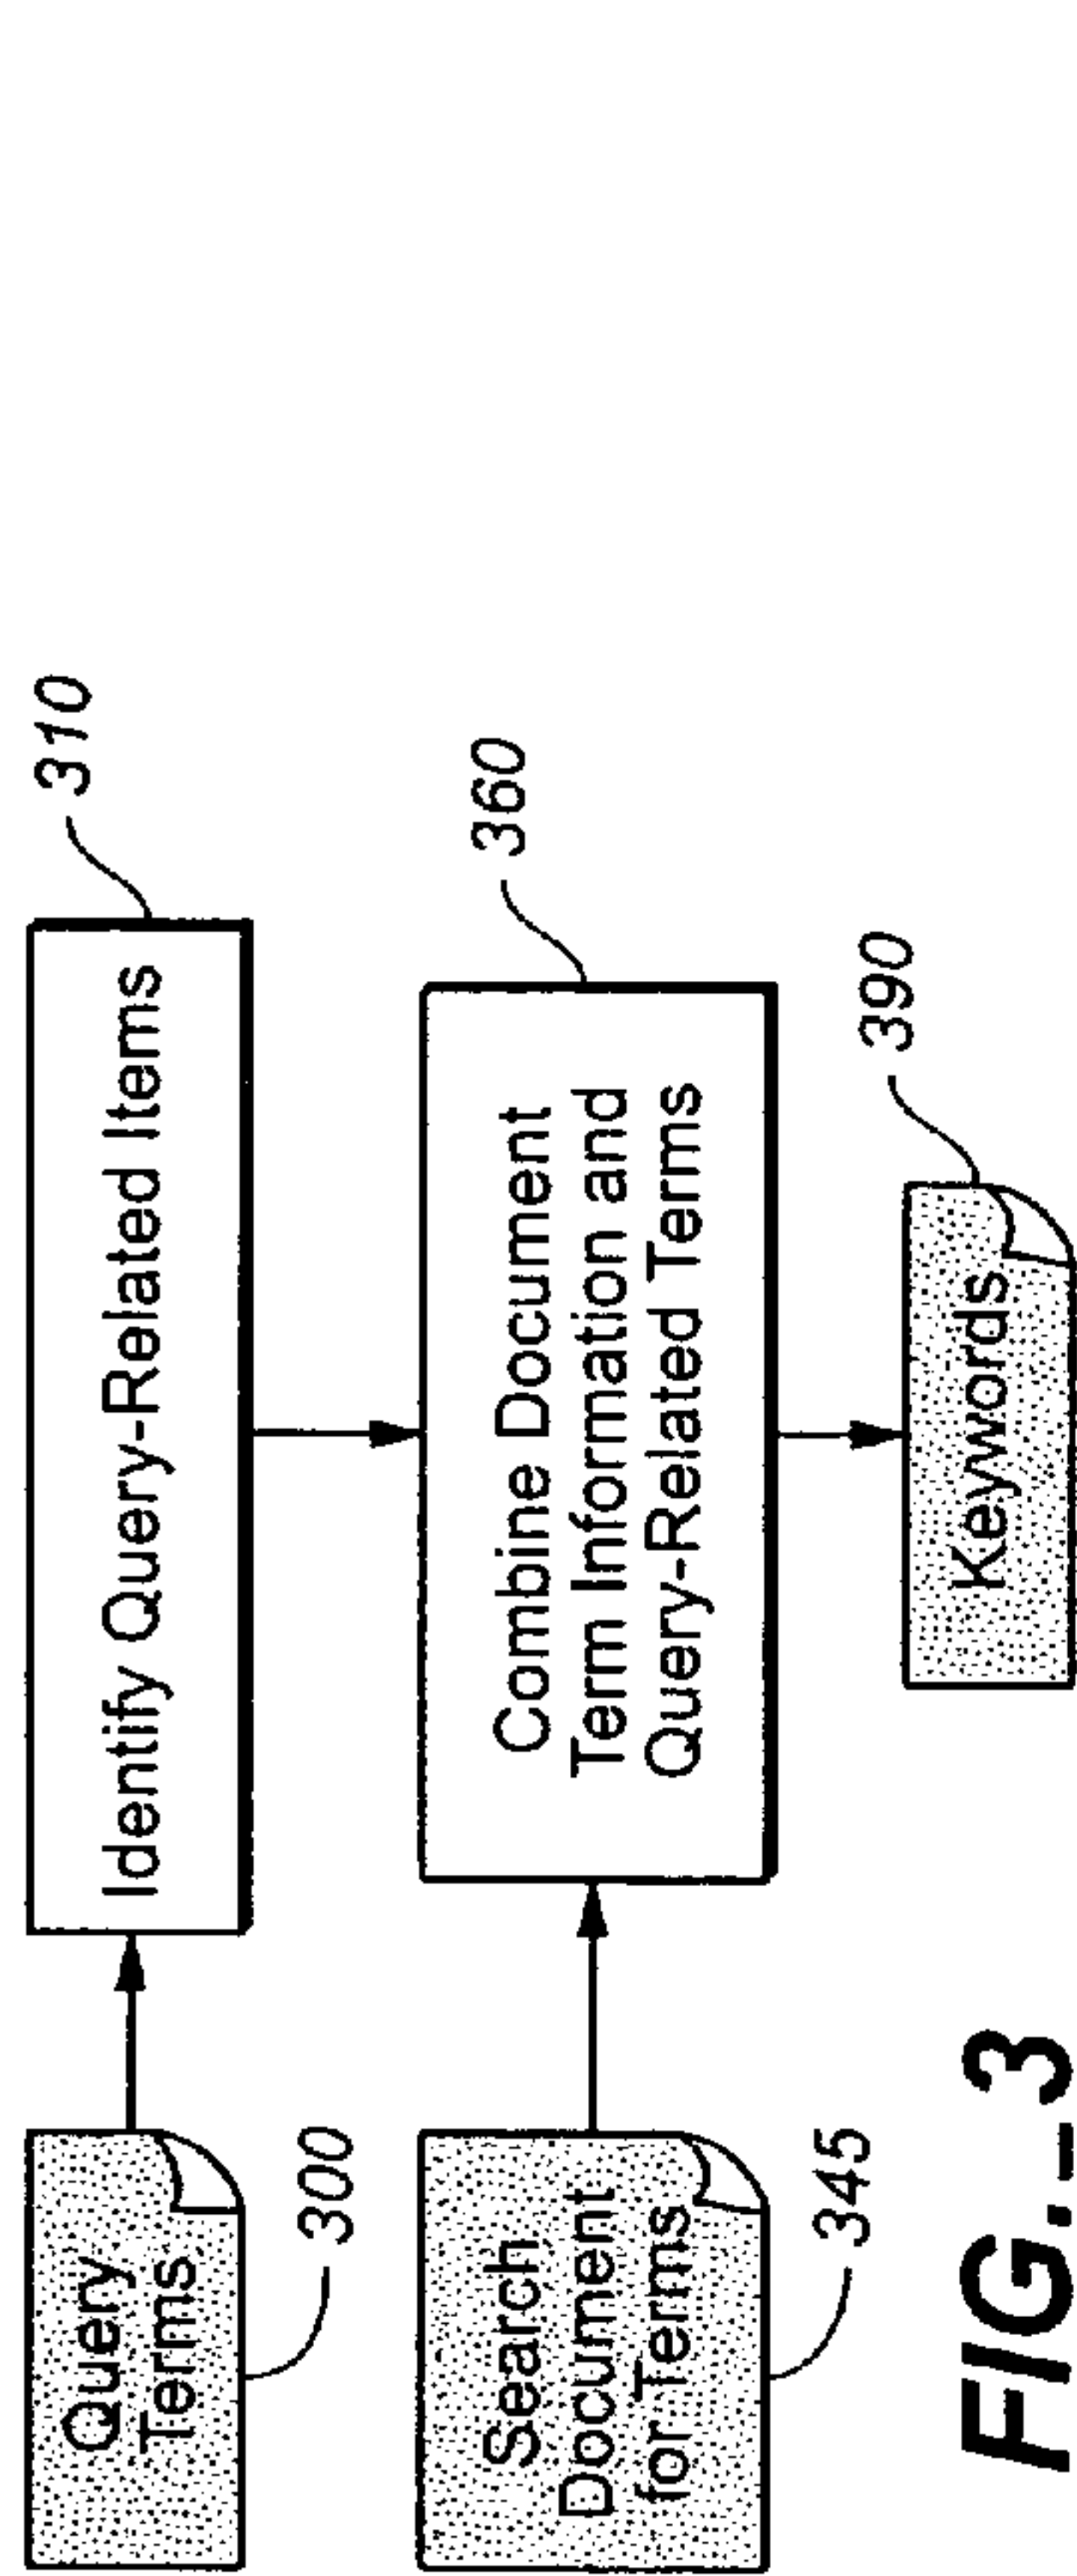 Query
Terms
300
Identify Query-Related Items
310
Search
Document
for Terms
345
Combine Document
Term Information and
Query-Related Terms
360
Keywords
390
FIG._3